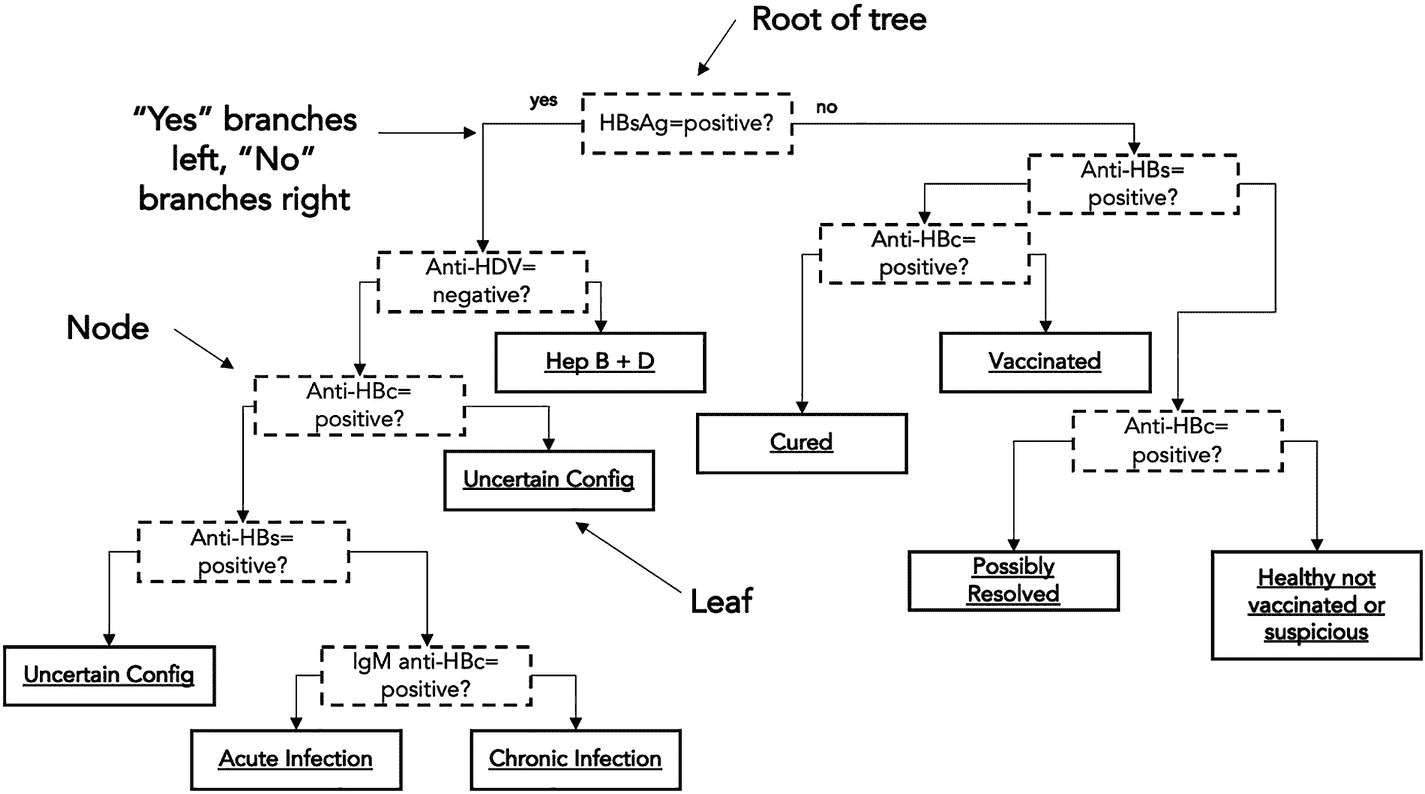 Root of tree
yes
HBsAg=positive?
no
“Yes” branches
left, “No”
branches right
Anti-HBs=
positive?
Anti-HBc=
positive?
Anti-HDV=
negative?
Node
Hep B + D
Vaccinated
Anti-HBc=
positive?
Cured
Anti-HBc=
positive?
Uncertain Config
Anti-HBs=
positive?
Leaf
Possibly
Resolved
Healthy not
vaccinated or
suspicious
Uncertain Config
IgM anti-HBc=
positive?
Acute Infection
Chronic Infection